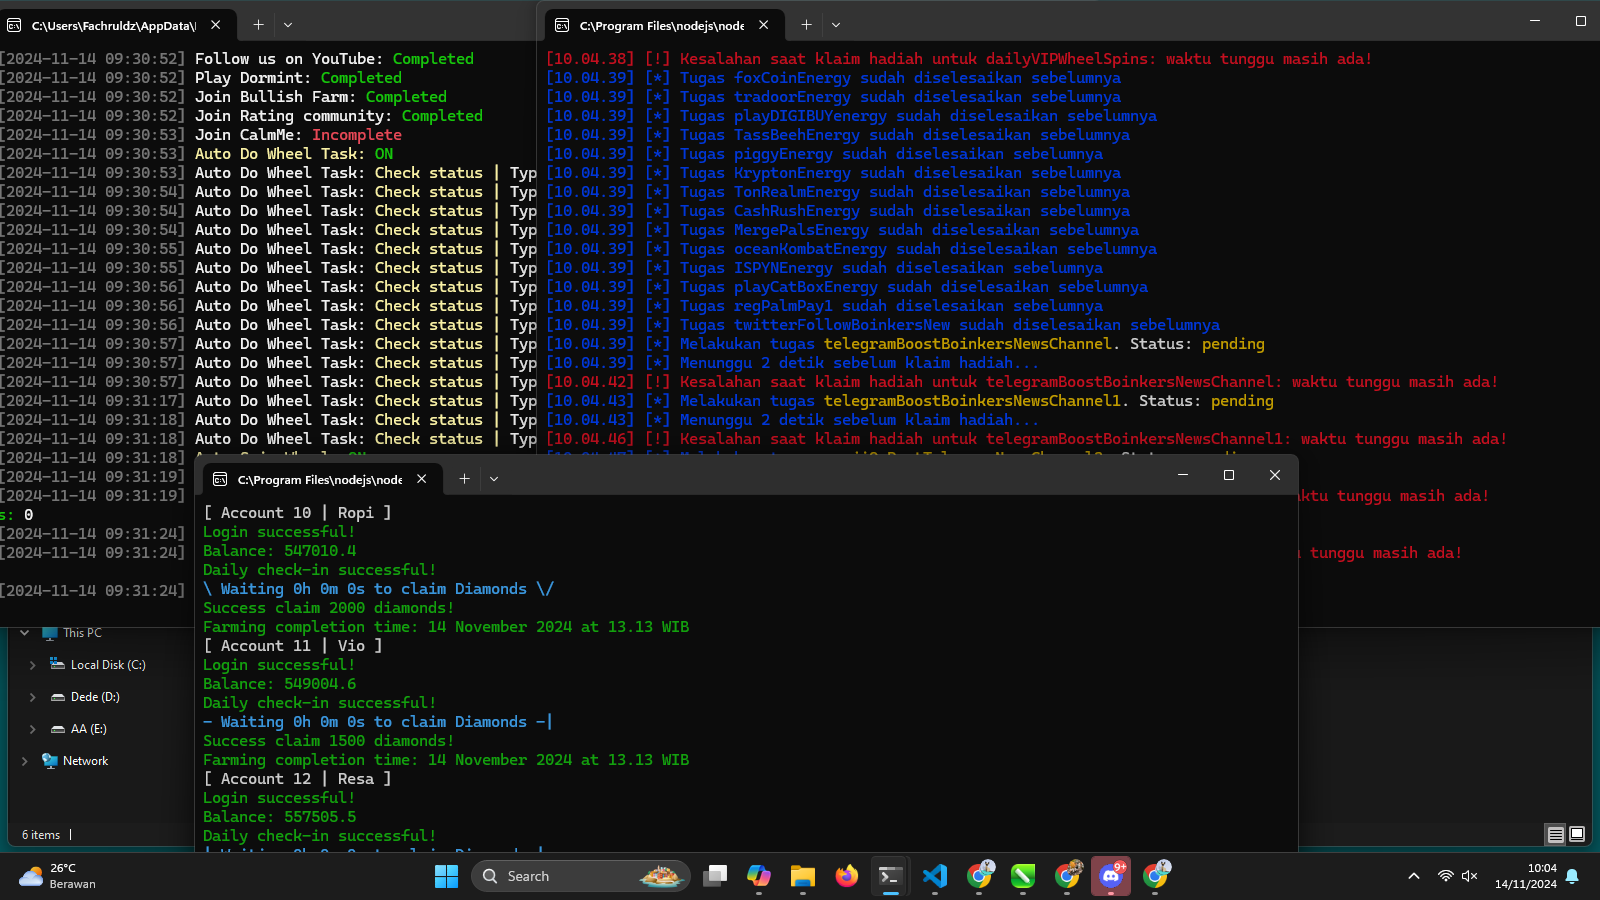 C:\Users\Fachruldz\AppData\
[2024-11-14 09:30:52] Follow us on YouTube: Completed
[2024-11-14 09:30:52] Play Dormint: Completed
[2024-11-14 09:30:52] Join Bullish Farm: Completed
[2024-11-14 09:30:52] Join Rating community: Completed
[2024-11-14 09:30:53] Join CalmMe: Incomplete
[2024-11-14 09:30:53] Auto Do Wheel Task: ON
[2024-11-14 09:30:53] Auto Do Wheel Task: Check status | Typ
[2024-11-14 09:30:54] Auto Do Wheel Task: Check status | Typ
[2024-11-14 09:30:54] Auto Do Wheel Task: Check status | Typ
[2024-11-14 09:30:54] Auto Do Wheel Task: Check status | Typ
[2024-11-14 09:30:55] Auto Do Wheel Task: Check status | Typ
[2024-11-14 09:30:55] Auto Do Wheel Task: Check status | Typ
[2024-11-14 09:30:56] Auto Do Wheel Task: Check status | Typ
[2024-11-14 09:30:56] Auto Do Wheel Task: Check status | Typ
[2024-11-14 09:30:56] Auto Do Wheel Task: Check status | Typ
[2024-11-14 09:30:57] Auto Do Wheel Task: Check status | Typ
[2024-11-14 09:30:57] Auto Do Wheel Task: Check status | Typ
[2024-11-14 09:30:57] Auto Do Wheel Task: Check status | Typ
[2024-11-14 09:31:17] Auto Do Wheel Task: Check status | Typ
[2024-11-14 09:31:18] Auto Do Wheel Task: Check status | Typ
[2024-11-14 09:31:18] Auto Do Wheel Task: Check status | Typ
[2024-11-14 09:31:18]
[2024-11-14 09:31:19]
[2024-11-14 09:31:19]
s: 0
[2024-11-14 09:31:24]
[2024-11-14 09:31:24]
[2024-11-14 09:31:24]
C:\Program Files\nodejs\node
[10.04.38] [!] Kesalahan saat klaim hadiah untuk dailyVIPWheelSpins: waktu tunggu masih ada!
[10.04.39] [*] Tugas foxCoinEnergy sudah diselesaikan sebelumnya
[10.04.39] [*] Tugas tradoorEnergy sudah diselesaikan sebelumnya
[10.04.39] [*] Tugas playDIGIBUYenergy sudah diselesaikan sebelumnya
[10.04.39] [*] Tugas TassBeehEnergy sudah diselesaikan sebelumnya
[10.04.39] [*] Tugas piggyEnergy sudah diselesaikan sebelumnya
[10.04.39] [*] Tugas KryptonEnergy sudah diselesaikan sebelumnya
[10.04.39] [*] Tugas TonRealmEnergy sudah diselesaikan sebelumnya
[10.04.39] [*] Tugas CashRushEnergy sudah diselesaikan sebelumnya
[10.04.39] [*] Tugas MergePalsEnergy sudah diselesaikan sebelumnya
[10.04.39] [*] Tugas oceanKombatEnergy sudah diselesaikan sebelumnya
[10.04.39] [*] Tugas ISPYNEnergy sudah diselesaikan sebelumnya
[10.04.39] [*] Tugas playCatBoxEnergy sudah diselesaikan sebelumnya
[10.04.39] [*] Tugas regPalmPay1 sudah diselesaikan sebelumnya
[10.04.39] [*] Tugas twitterFollowBoinkersNew sudah diselesaikan sebelumnya
[10.04.39] [*] Melakukan tugas telegramBoostBoinkersNewsChannel. Status: pending
[10.04.39] [*] Menunggu 2 detik sebelum klaim hadiah...
[10.04.42] [!] Kesalahan saat klaim hadiah untuk telegramBoostBoinkersNewsChannel: waktu tunggu masih ada!
[10.04.43] [*] Melakukan tugas telegramBoostBoinkersNewsChannel1. Status: pending
[10.04.43] [*] Menunggu 2 detik sebelum klaim hadiah...
[10.04.46] [!] Kesalahan saat klaim hadiah untuk telegramBoostBoinkersNewsChannel1: waktu tunggu masih ada!
aktu tunggu masih ada!
tunggu masih ada!
C:\Program Files\nodejs\node
[ Account 10 | Ropi ]
Login successful!
Balance: 547010.4
Daily check-in successful!
\ Waiting 0h 0m 0s to claim Diamonds \/
Success claim 2000 diamonds!
Farming completion time: 14 November 2024 at 13.13 WIB
[ Account 11 | Vio ]
Login successful!
Balance: 549004.6
Daily check-in successful!
- Waiting 0h 0m 0s to claim Diamonds -|
Success claim 1500 diamonds!
Farming completion time: 14 November 2024 at 13.13 WIB
[ Account 12 | Resa ]
Login successful!
Balance: 557505.5
Daily check-in successful!
This PC
Local Disk (C:)
Dede (D:)
AA (E:)
Network
6 items
26°C
Berawan
Search
9+
10:04
14/11/2024